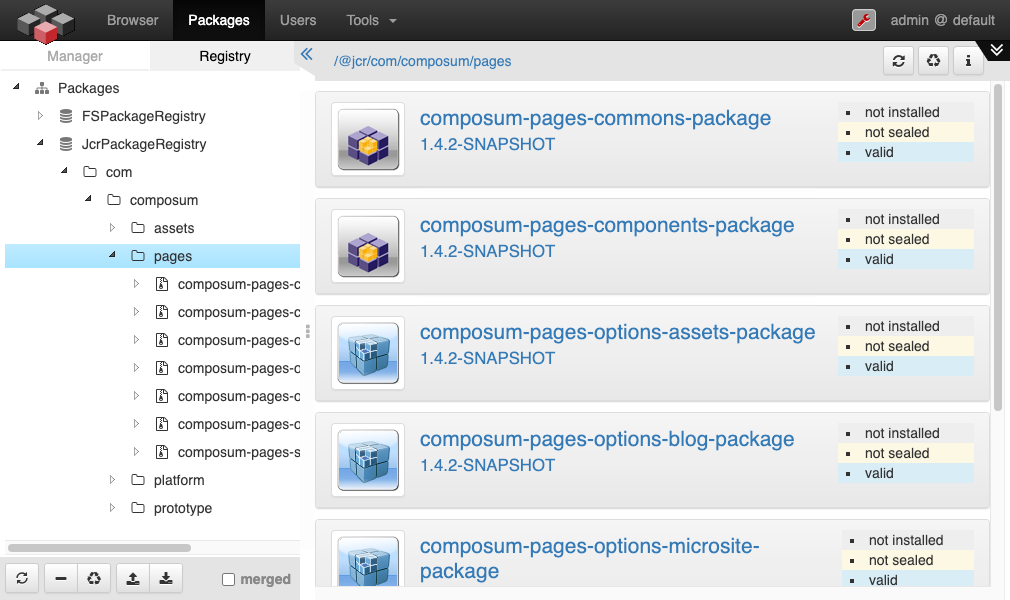 Browser
Packages
Users
Tools
admin @ default
Manager
Registry
/@jcr/com/composum/pages
Packages
FSPackageRegistry
JcrPackageRegistry
com
composum
assets
pages
composum-pages-c
composum-pages-c
composum-pages-o
composum-pages-o
composum-pages-o
composum-pages-o
composum-pages-s
platform
prototype
merged
composum-pages-commons-package
1.4.2-SNAPSHOT
not installed
not sealed
valid
composum-pages-components-package
1.4.2-SNAPSHOT
not installed
not sealed
valid
composum-pages-options-assets-package
1.4.2-SNAPSHOT
not installed
not sealed
valid
composum-pages-options-blog-package
1.4.2-SNAPSHOT
not installed
not sealed
valid
composum-pages-options-microsite-
package
not installed
not sealed
valid